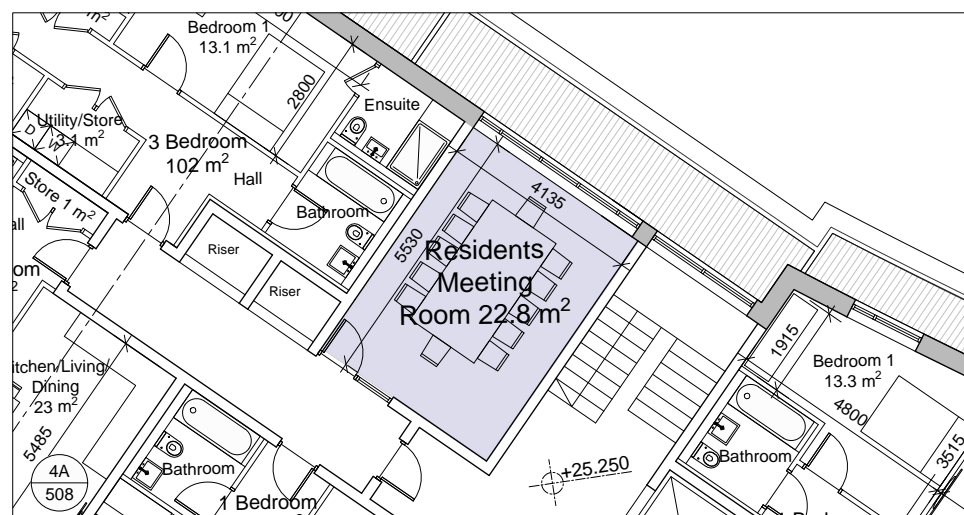 Bedroom 1
13.1 m²
m²
2800
Ensuite
Utility/Store
3.1 m²
D
W
3 Bedroom
102 m²
Hall
Store 1 m²
Bathroom
4135
5530
Riser
Riser
Residents
Meeting
Room 22.8 m²
1915
Bedroom 1
13.3 m²
4800
3515
Dining
23 m²
5485
4A
508
Bathroom
1 Bedroom
+25.250
Bathroom